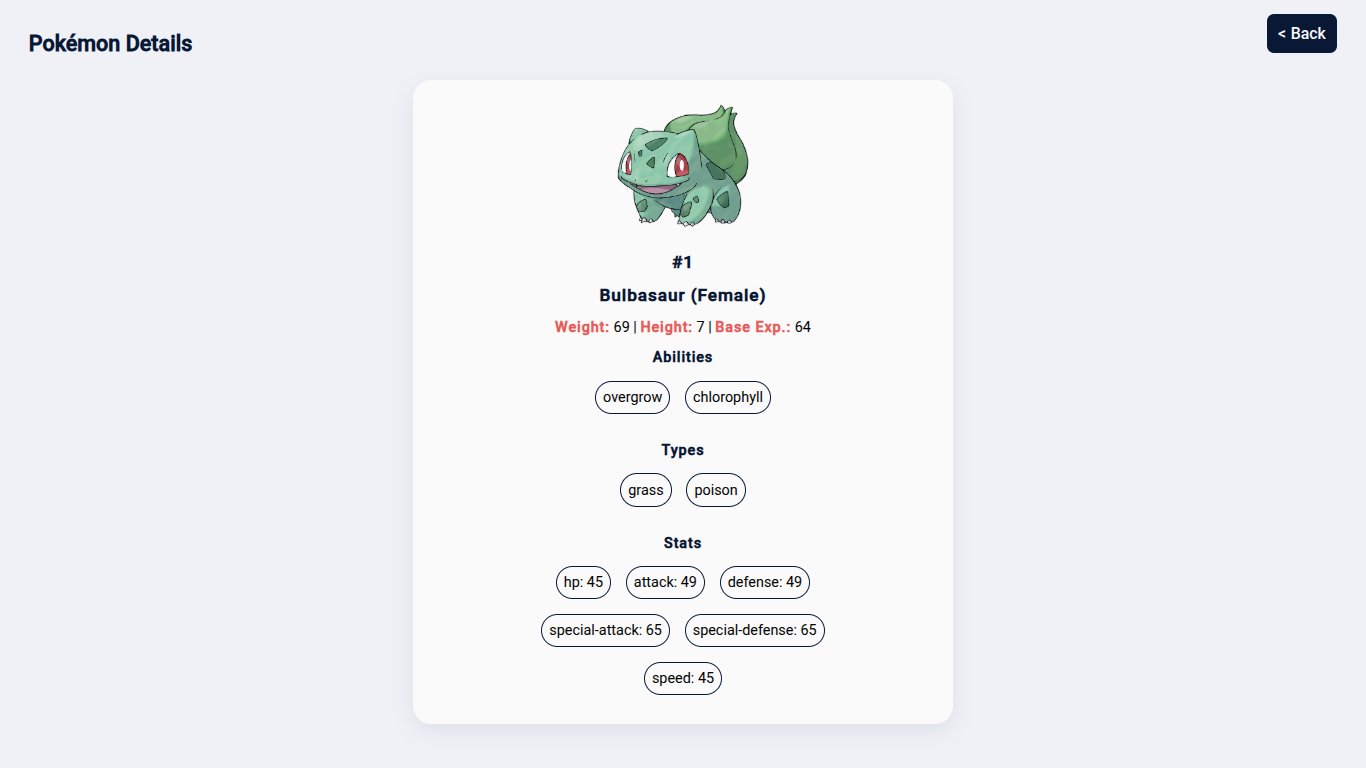 Pokémon Details
< Back
#1
Bulbasaur (Female)
Weight: 69 | Height: 7 | Base Exp.: 64
Abilities
overgrow chlorophyll
Types
grass poison
Stats
hp: 45 attack: 49 defense: 49
special-attack: 65 special-defense: 65
speed: 45